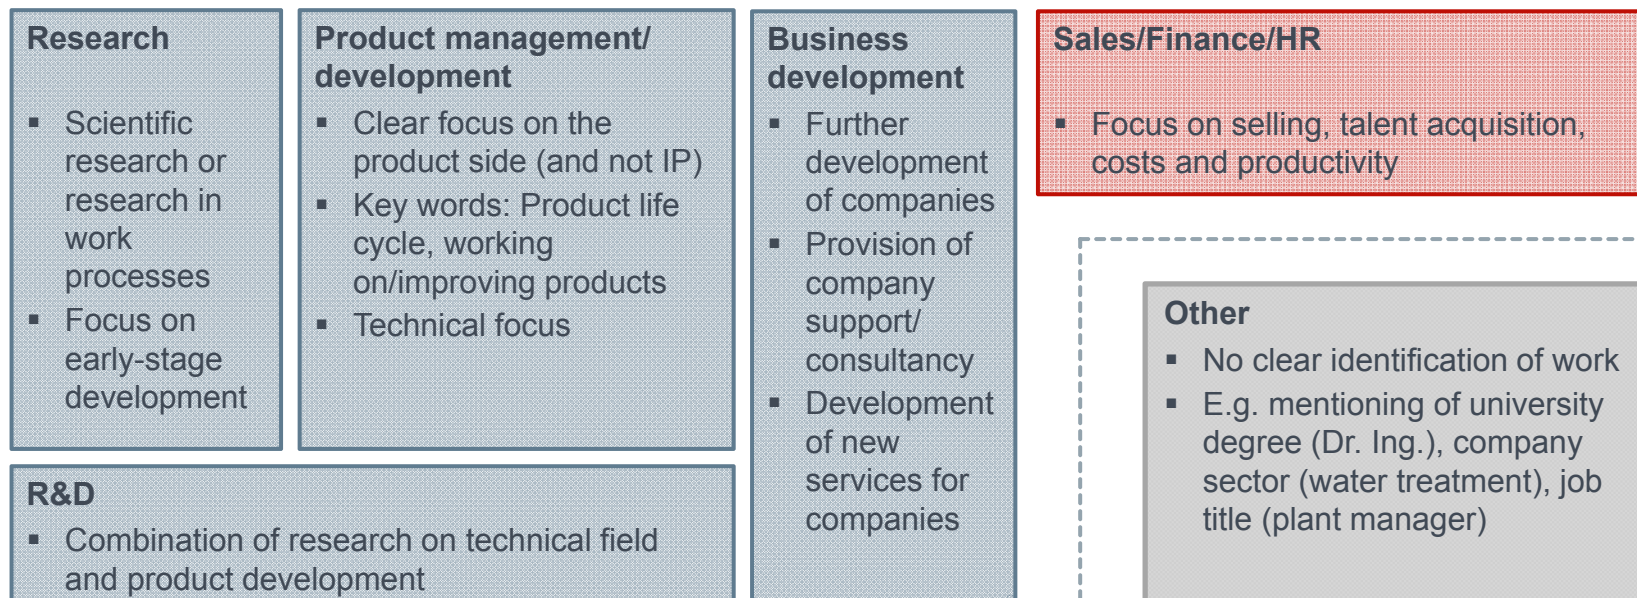 Research
▪ Scientific
research or
research in
work
processes
▪ Focus on
early-stage
development
Product management/
development
▪ Clear focus on the
product side (and not IP)
▪ Key words: Product life
cycle, working
on/improving products
▪ Technical focus
R&D
▪ Combination of research on technical field
and product development
Business
development
▪ Further
development
of companies
▪ Provision of
company
support/
consultancy
▪ Development
of new
services for
companies
Sales/Finance/HR
▪ Focus on selling, talent acquisition,
costs and productivity
Other
▪ No clear identification of work
▪ E.g. mentioning of university
degree (Dr. Ing.), company
sector (water treatment), job
title (plant manager)